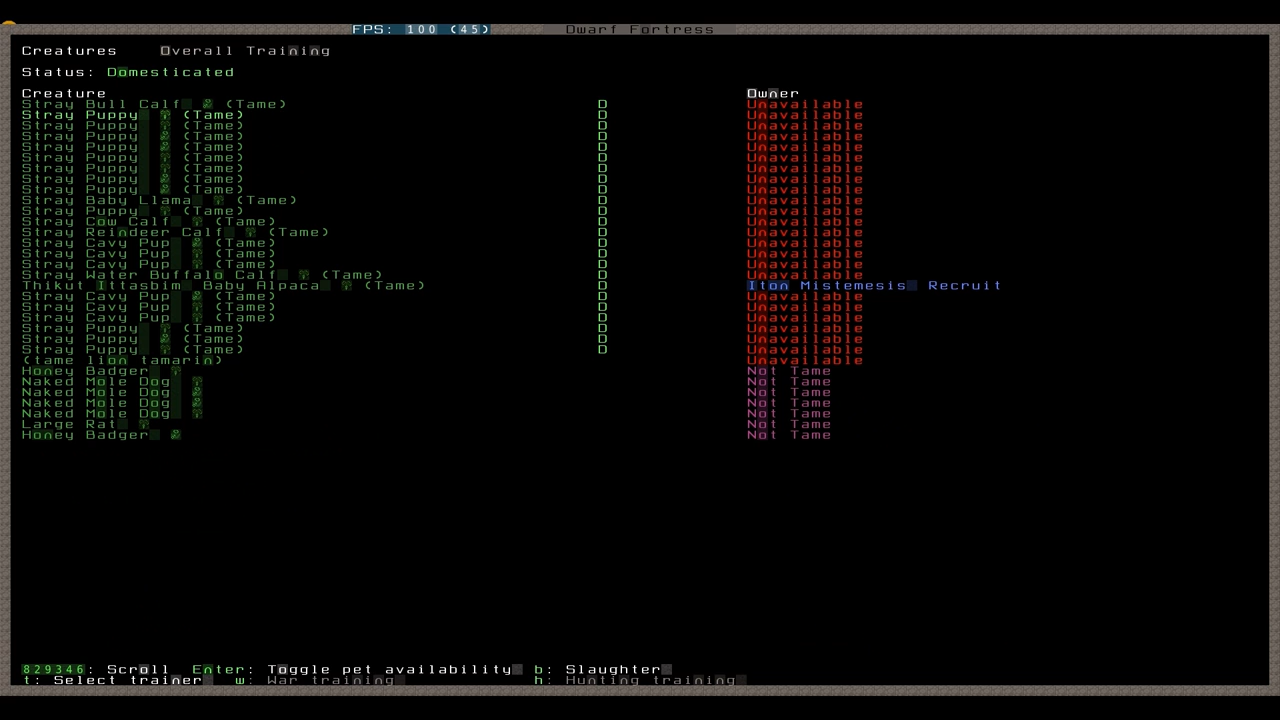 FPS: 100 (45) Dwarf Fortress
Creatures Overall Training
Status: Domesticated
Creature Owner
Stray Bull Calf, ♂ (Tame) D Unavailable
Stray Puppy, ♀ (Tame) D Unavailable
Stray Puppy, ♀ (Tame) D Unavailable
Stray Puppy, ♂ (Tame) D Unavailable
Stray Puppy, ♂ (Tame) D Unavailable
Stray Puppy, ♀ (Tame) D Unavailable
Stray Puppy, ♂ (Tame) D Unavailable
Stray Puppy, ♂ (Tame) D Unavailable
Stray Puppy, ♂ (Tame) D Unavailable
Stray Baby Llama, ♀ (Tame) D Unavailable
Stray Puppy, ♀ (Tame) D Unavailable
Stray Cow Calf, ♀ (Tame) D Unavailable
Stray Reindeer Calf, ♀ (Tame) D Unavailable
Stray Cavy Pup, ♂ (Tame) D Unavailable
Stray Cavy Pup, ♀ (Tame) D Unavailable
Stray Cavy Pup, ♀ (Tame) D Unavailable
Stray Water Buffalo Calf, ♀ (Tame) D Unavailable
Thikut Ittasbim, Baby Alpaca, ♀ (Tame) D Iton Mistemesis, Recruit
Stray Cavy Pup, ♂ (Tame) D Unavailable
Stray Cavy Pup, ♀ (Tame) D Unavailable
Stray Cavy Pup, ♂ (Tame) D Unavailable
Stray Puppy, ♀ (Tame) D Unavailable
Stray Puppy, ♂ (Tame) D Unavailable
Stray Puppy, ♀ (Tame) D Unavailable
(tame lion tamarin) Unavailable
Honey Badger, ♀ Not Tame
Naked Mole Dog, ♀ Not Tame
Naked Mole Dog, ♂ Not Tame
Naked Mole Dog, ♂ Not Tame
Naked Mole Dog, ♀ Not Tame
Large Rat, ♀ Not Tame
Honey Badger, ♂ Not Tame
829346: Scroll Enter: Toggle pet availability, b: Slaughter
t: Select trainer, w: War training h: Hunting training